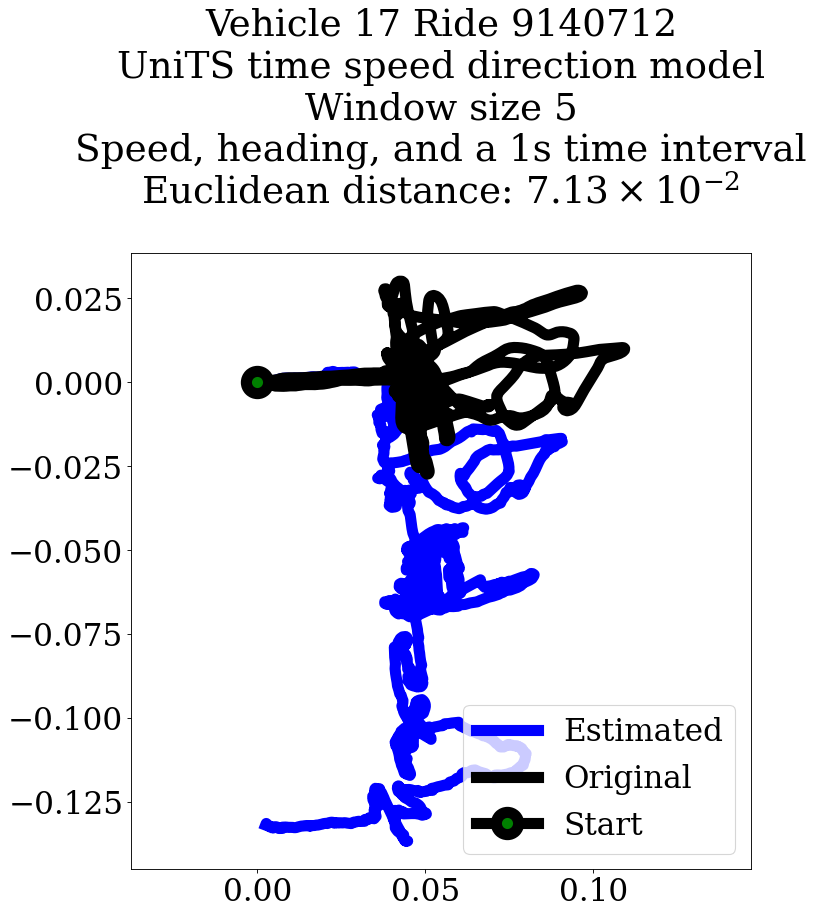 Vehicle 17 Ride 9140712
UniTS time speed direction model
Window size 5
Speed, heading, and a 1s time interval
Euclidean distance: 7.13 × 10⁻²
0.025
0.000
−0.025
−0.050
−0.075
−0.100
−0.125
Estimated
Original
Start
0.00 0.05 0.10